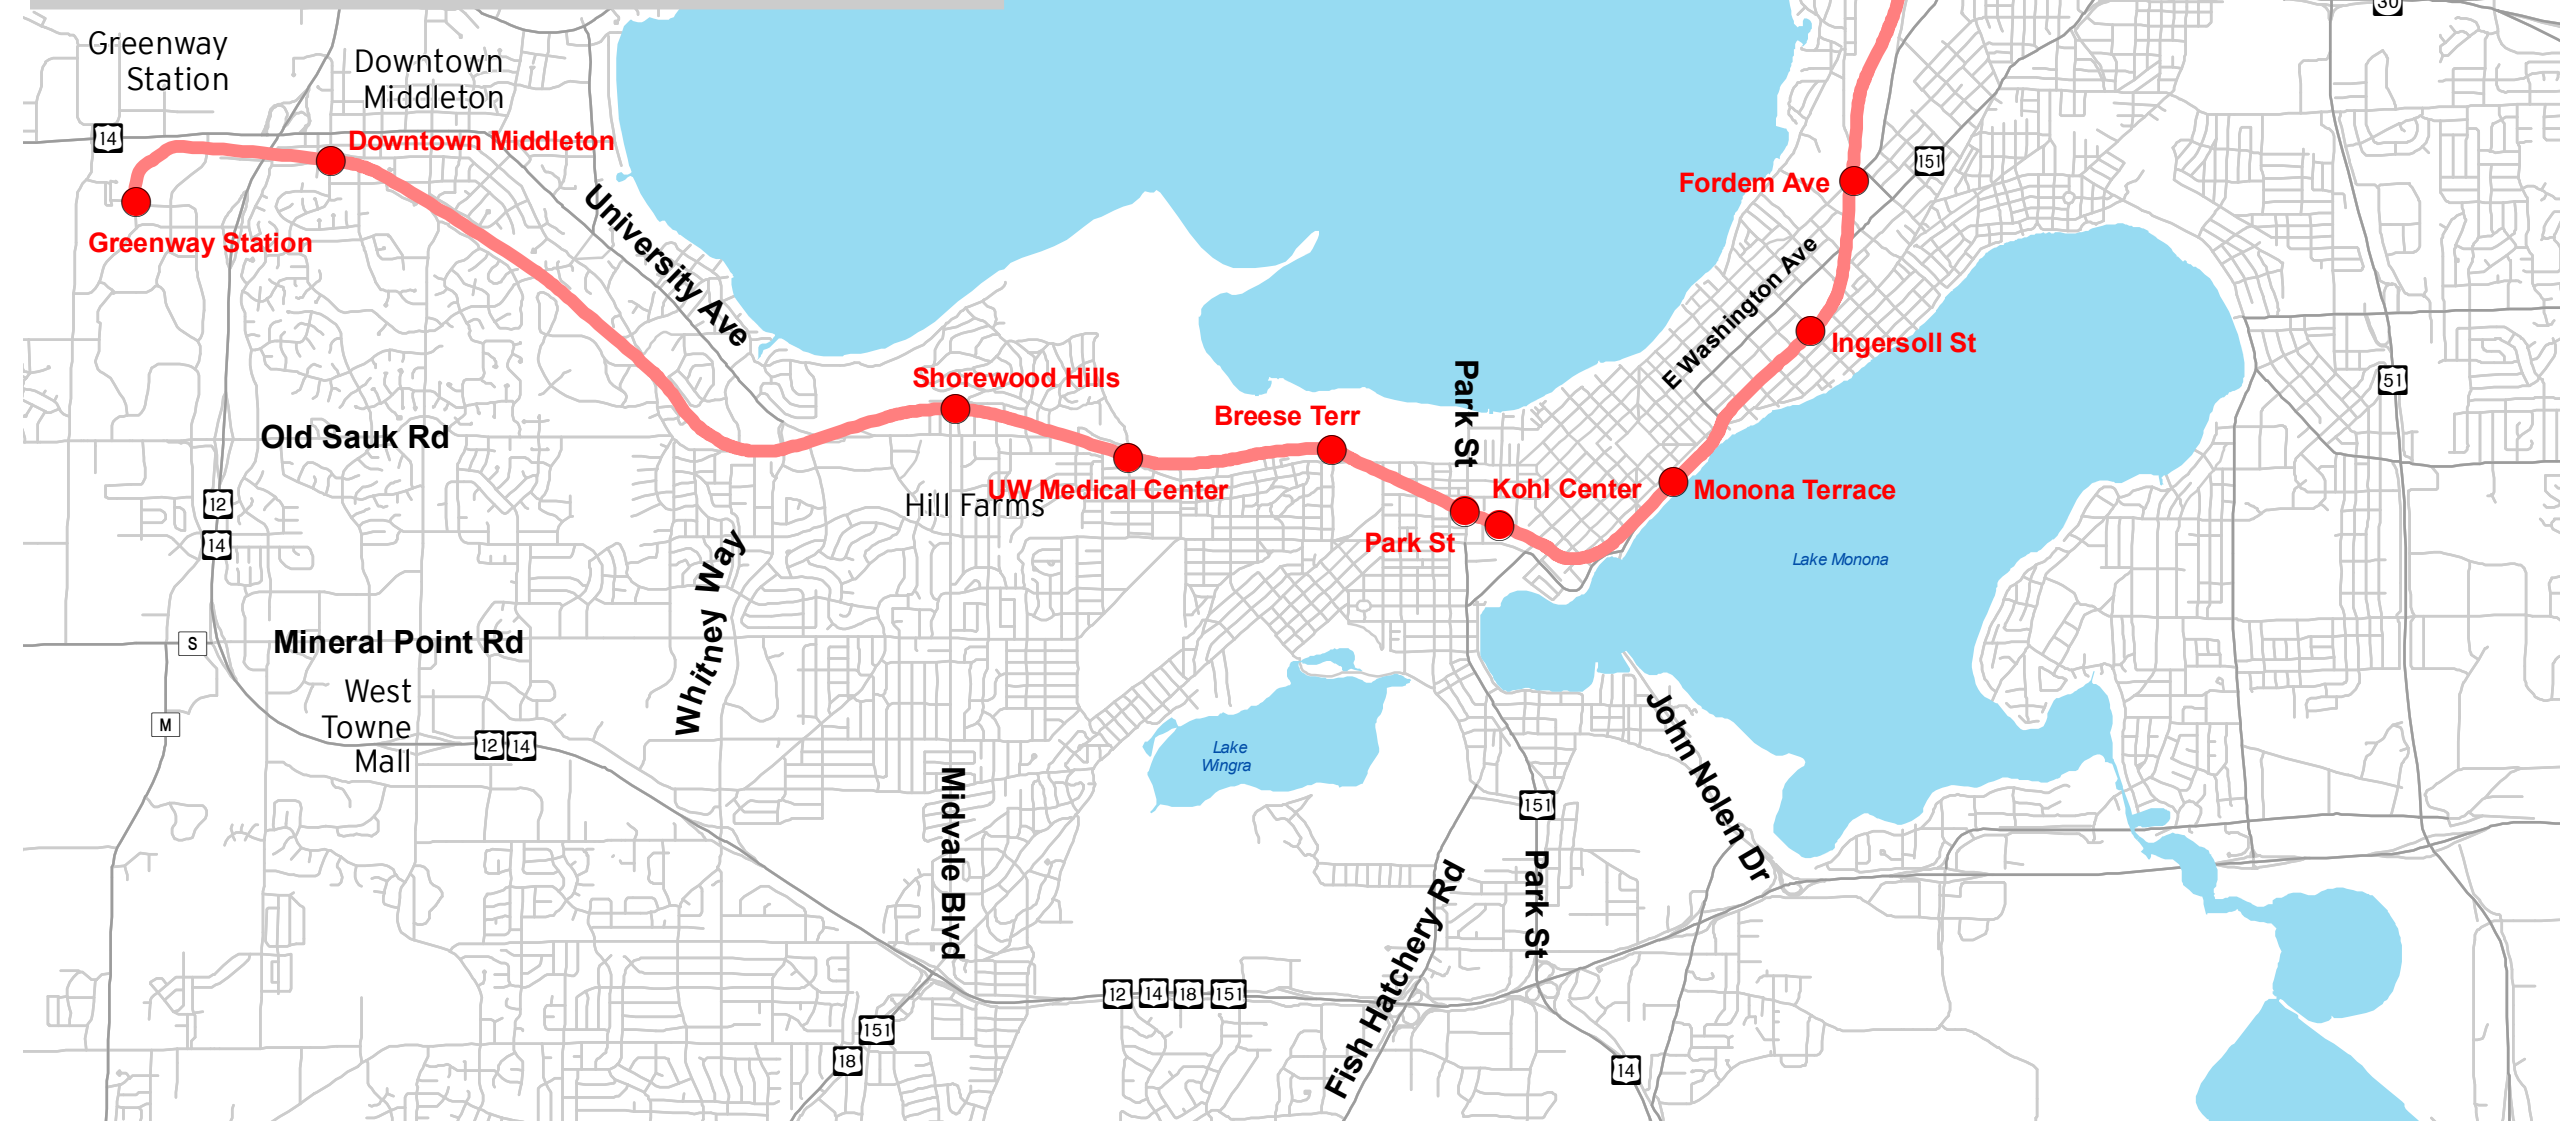 30
Greenway
Station
Downtown
Middleton
14
Downtown Middleton
151
Fordem Ave
Greenway Station
University Ave
E Washington Ave
Ingersoll St
Shorewood Hills
Park St
51
Breese Terr
Old Sauk Rd
UW Medical Center
Hill Farms
Kohl Center
Monona Terrace
12
14
Park St
Lake Monona
Whitney Way
S
Mineral Point Rd
West
Towne
Mall
M
12
14
Lake
Wingra
John Nolen Dr
Midvale Blvd
151
Park St
Fish Hatchery Rd
12
14
18
151
151
18
14